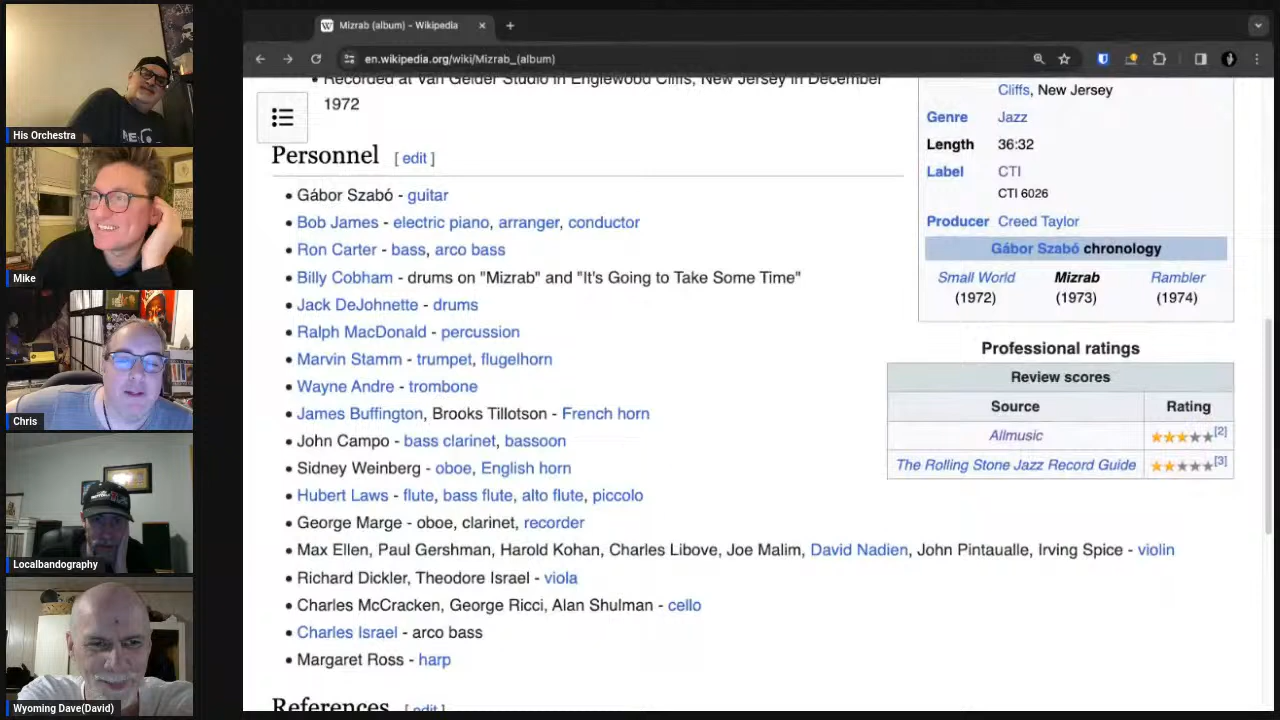 His Orchestra
Mike
Chris
Localbandography
Wyoming Dave(David)
Mizrab (album) - Wikipedia
en.wikipedia.org/wiki/Mizrab_(album)
Recorded at Van Gelder Studio in Englewood Cliffs, New Jersey in December
1972
Personnel [ edit ]
Gábor Szabó - guitar
Bob James - electric piano, arranger, conductor
Ron Carter - bass, arco bass
Billy Cobham - drums on "Mizrab" and "It's Going to Take Some Time"
Jack DeJohnette - drums
Ralph MacDonald - percussion
Marvin Stamm - trumpet, flugelhorn
Wayne Andre - trombone
James Buffington, Brooks Tillotson - French horn
John Campo - bass clarinet, bassoon
Sidney Weinberg - oboe, English horn
Hubert Laws - flute, bass flute, alto flute, piccolo
George Marge - oboe, clarinet, recorder
Max Ellen, Paul Gershman, Harold Kohan, Charles Libove, Joe Malim, David Nadien, John Pintaualle, Irving Spice - violin
Richard Dickler, Theodore Israel - viola
Charles McCracken, George Ricci, Alan Shulman - cello
Charles Israel - arco bass
Margaret Ross - harp
References [ edit ]
Cliffs, New Jersey
Genre Jazz
Length 36:32
Label CTI
CTI 6026
Producer Creed Taylor
Gábor Szabó chronology
Small World Mizrab Rambler
(1972) (1973) (1974)
Professional ratings
Review scores
Source Rating
Allmusic [2]
The Rolling Stone Jazz Record Guide [3]